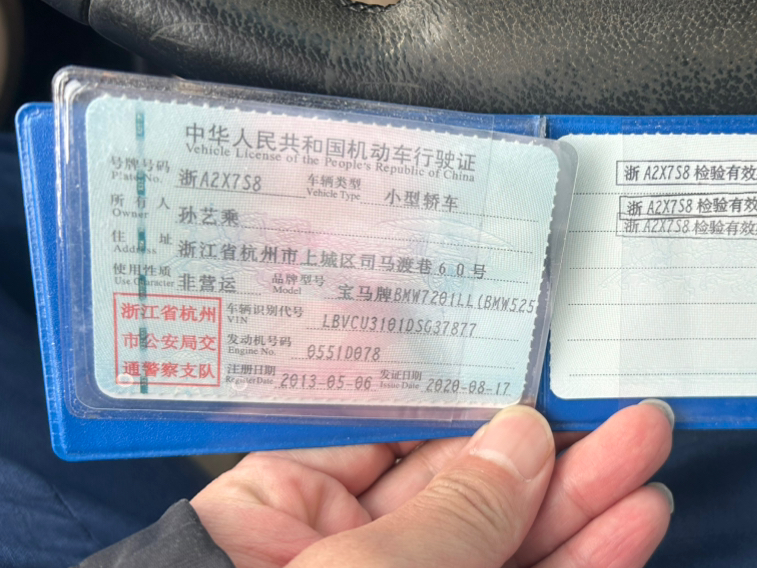 中华人民共和国机动车行驶证
Vehicle License of the People's Republic of China
号牌号码 浙A2X7S8 车辆类型 小型轿车
Plate No. Vehicle Type
所有人 孙艺乘
Owner
住址 浙江省杭州市上城区司马渡巷60号
Address
使用性质 非营运 品牌型号 宝马牌BMW7201LL(BMW525
Use Character Model
浙江省杭州
市公安局交
通警察支队
车辆识别代号 LBVCU3101DSG37877
VIN
发动机号码 0551D078
Engine No.
注册日期 2013-05-06 发证日期 2020-08-17
Register Date Issue Date
浙A2X7S8检验有效
浙A2X7S8检验有效
浙A2X7S8检验有效